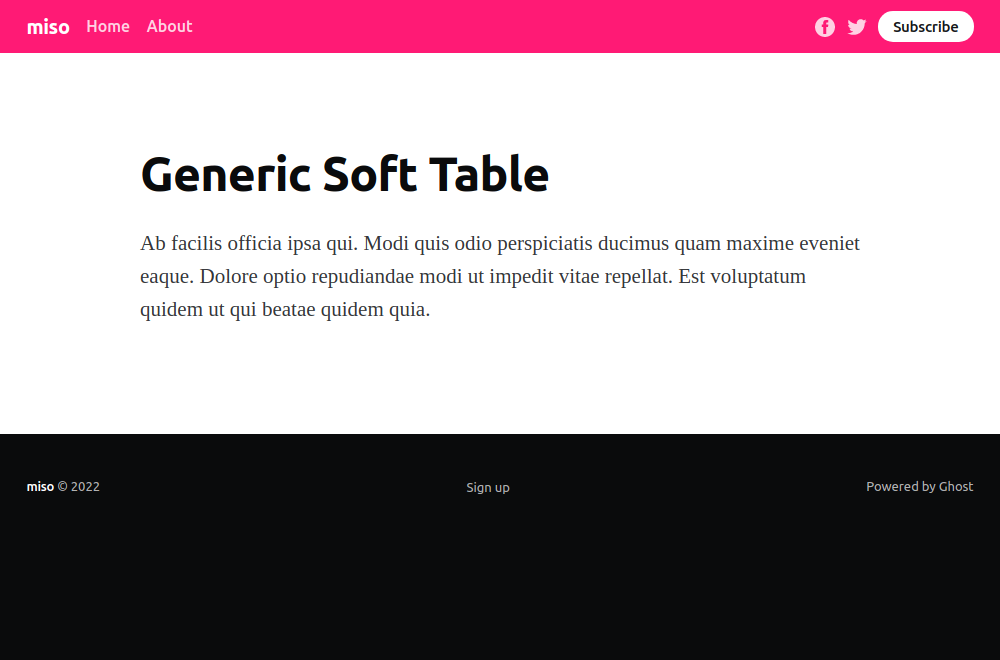 miso Home About Subscribe
Generic Soft Table
Ab facilis officia ipsa qui. Modi quis odio perspiciatis ducimus quam maxime eveniet
eaque. Dolore optio repudiandae modi ut impedit vitae repellat. Est voluptatum
quidem ut qui beatae quidem quia.
miso © 2022 Sign up Powered by Ghost